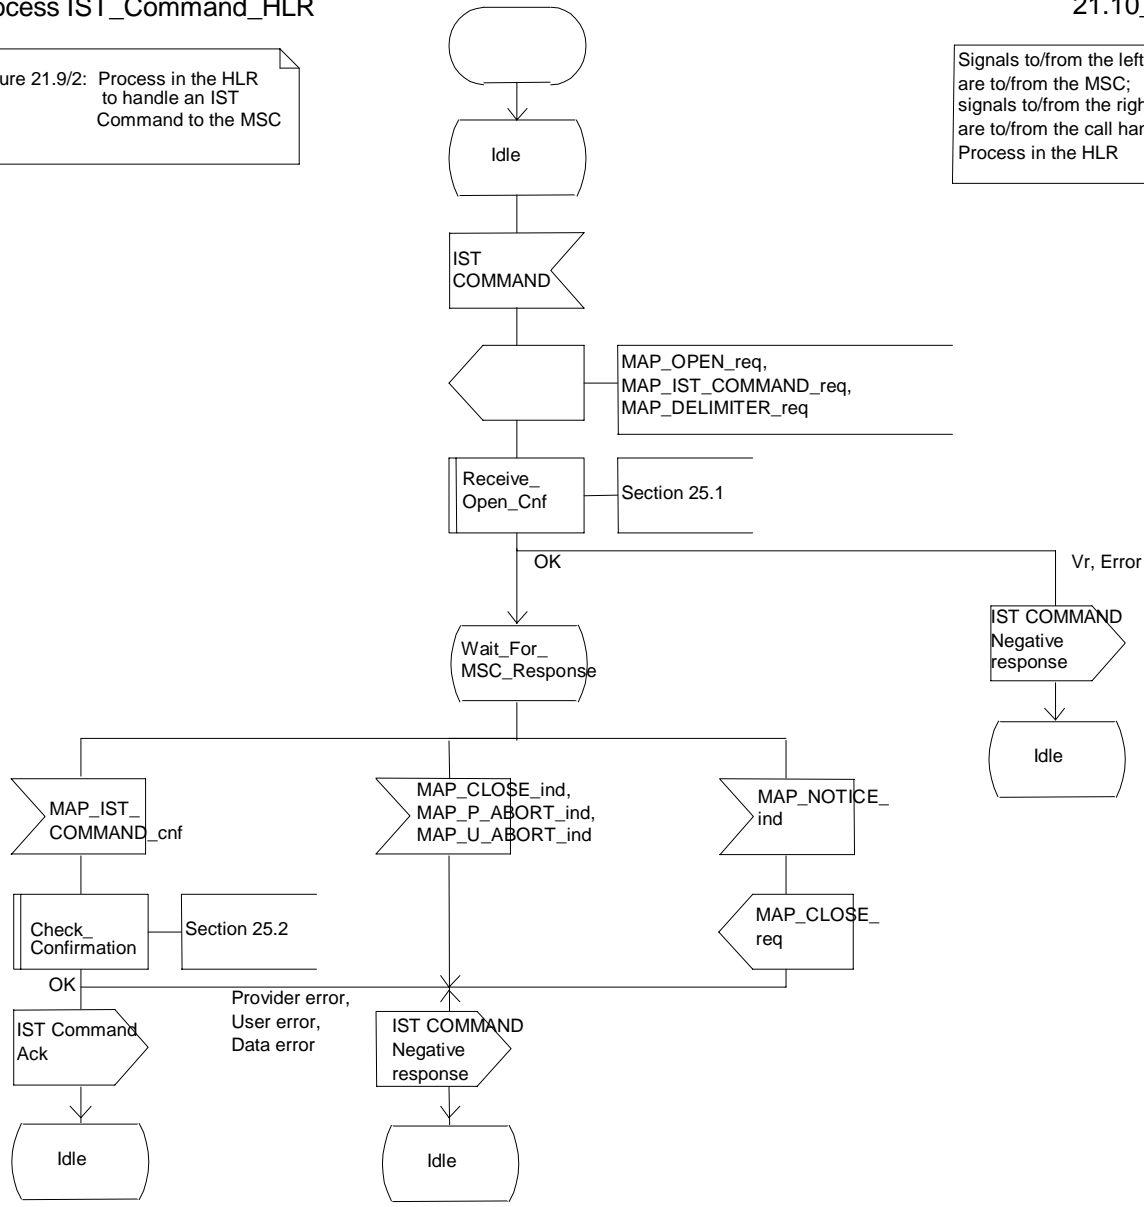 ocess IST_Command_HLR
21.10_
ure 21.9/2: Process in the HLR
to handle an IST
Command to the MSC
Signals to/from the left
are to/from the MSC;
signals to/from the righ
are to/from the call har
Process in the HLR
Idle
IST
COMMAND
MAP_OPEN_req,
MAP_IST_COMMAND_req,
MAP_DELIMITER_req
Receive_
Open_Cnf
Section 25.1
OK
Vr, Error
Wait_For_
MSC_Response
IST COMMAND
Negative
response
Idle
MAP_IST_
COMMAND_cnf
MAP_CLOSE_ind,
MAP_P_ABORT_ind,
MAP_U_ABORT_ind
MAP_NOTICE_
ind
Check_
Confirmation
Section 25.2
MAP_CLOSE_
req
OK
Provider error,
User error,
Data error
IST Command
Ack
IST COMMAND
Negative
response
Idle
Idle